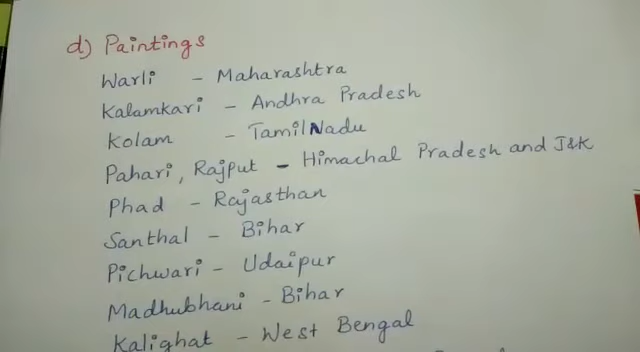 d) Paintings
Warli - Maharashtra
Kalamkari - Andhra Pradesh
Kolam - TamilNadu
Pahari, Rajput - Himachal Pradesh and J&K
Phad - Rajasthan
Santhal - Bihar
Pichwari - Udaipur
Madhubhani - Bihar
Kalighat - West Bengal